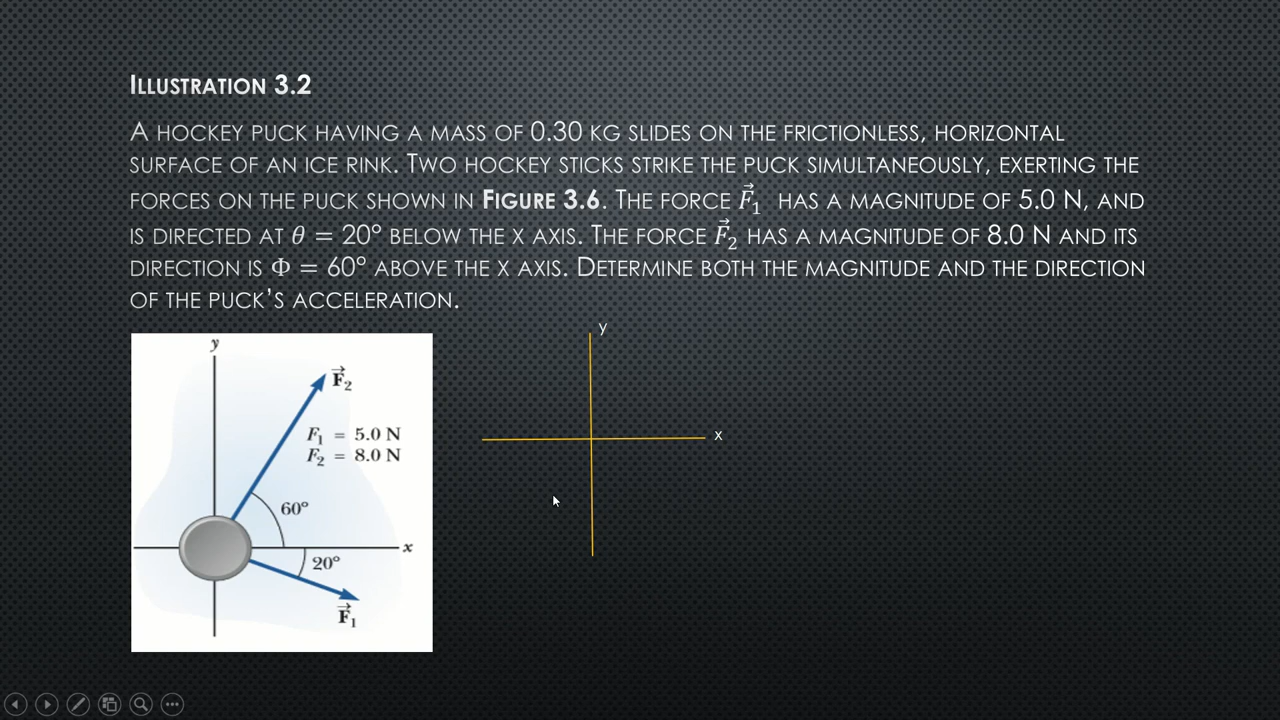 Illustration 3.2
A hockey puck having a mass of 0.30 kg slides on the frictionless, horizontal
surface of an ice rink. Two hockey sticks strike the puck simultaneously, exerting the
forces on the puck shown in Figure 3.6. The force F⃗₁ has a magnitude of 5.0 N, and
is directed at θ = 20° below the x axis. The force F⃗₂ has a magnitude of 8.0 N and its
direction is Φ = 60° above the x axis. Determine both the magnitude and the direction
of the puck's acceleration.
y
F⃗₂
F₁ = 5.0 N
F₂ = 8.0 N
60°
x
20°
F⃗₁
y
x